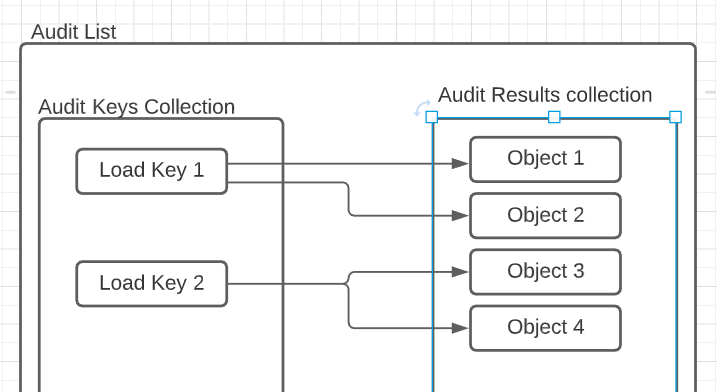 Audit List
Audit Keys Collection
Audit Results collection
Load Key 1
Object 1
Object 2
Load Key 2
Object 3
Object 4